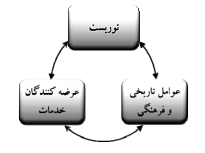 توریست
عوامل تاریخی
و فرهنگی
عرضه کنندگان
خدمات